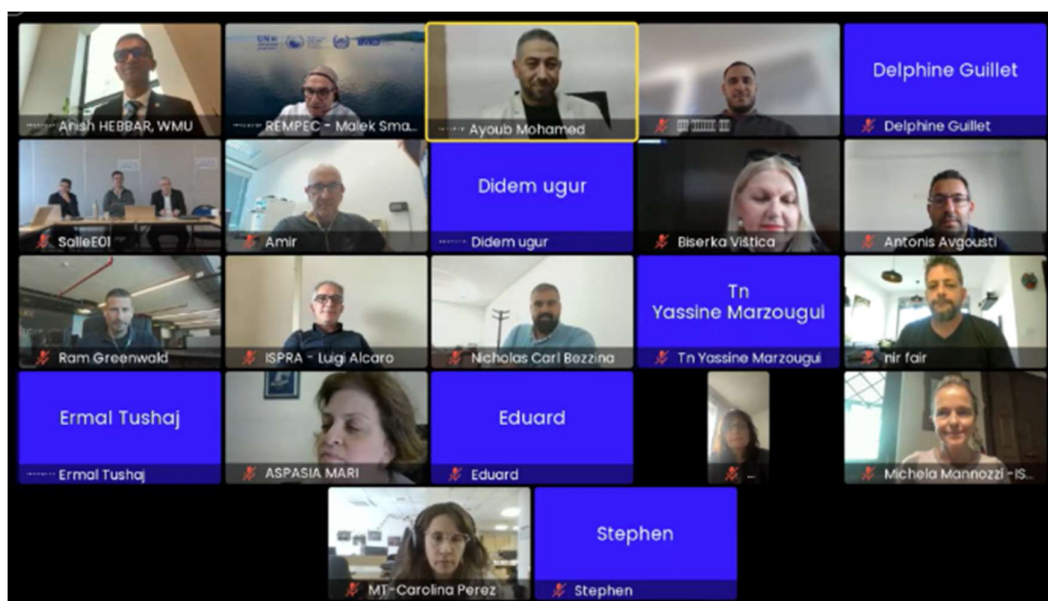 Anish HEBBAR, WMU
REMPEC - Malek Sma...
Ayoub Mohamed
Delphine Guillet
Delphine Guillet
SalleE01
Amir
Didem ugur
Didem ugur
Biserka Vištica
Antonis Avgousti
Ram Greenwald
ISPRA - Luigi Alcaro
Nicholas Carl Bezzina
Tn
Yassine Marzougui
Tn Yassine Marzougui
nir fair
Ermal Tushaj
Ermal Tushaj
ASPASIA MARI
Eduard
Eduard
...
Michela Mannozzi -IS...
MT-Carolina Perez
Stephen
Stephen